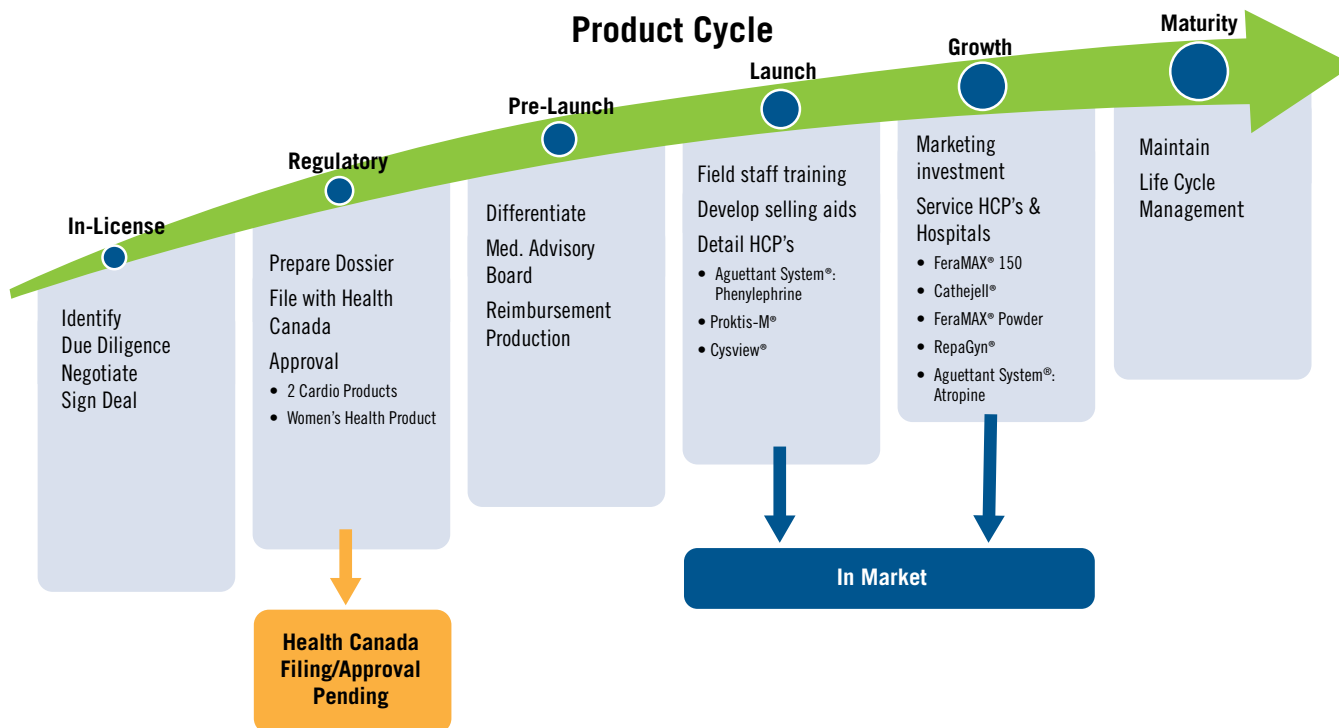 Product Cycle
In-License
Identify
Due Diligence
Negotiate
Sign Deal
Regulatory
Prepare Dossier
File with Health
Canada
Approval
• 2 Cardio Products
• Women's Health Product
Health Canada
Filing/Approval
Pending
Pre-Launch
Differentiate
Med. Advisory
Board
Reimbursement
Production
Launch
Field staff training
Develop selling aids
Detail HCP's
• Aguettant System®:
Phenylephrine
• Proktis-M®
• Cysview®
Growth
Marketing
investment
Service HCP's &
Hospitals
• FeraMAX® 150
• Cathejell®
• FeraMAX® Powder
• RepaGyn®
• Aguettant System®:
Atropine
In Market
Maturity
Maintain
Life Cycle
Management